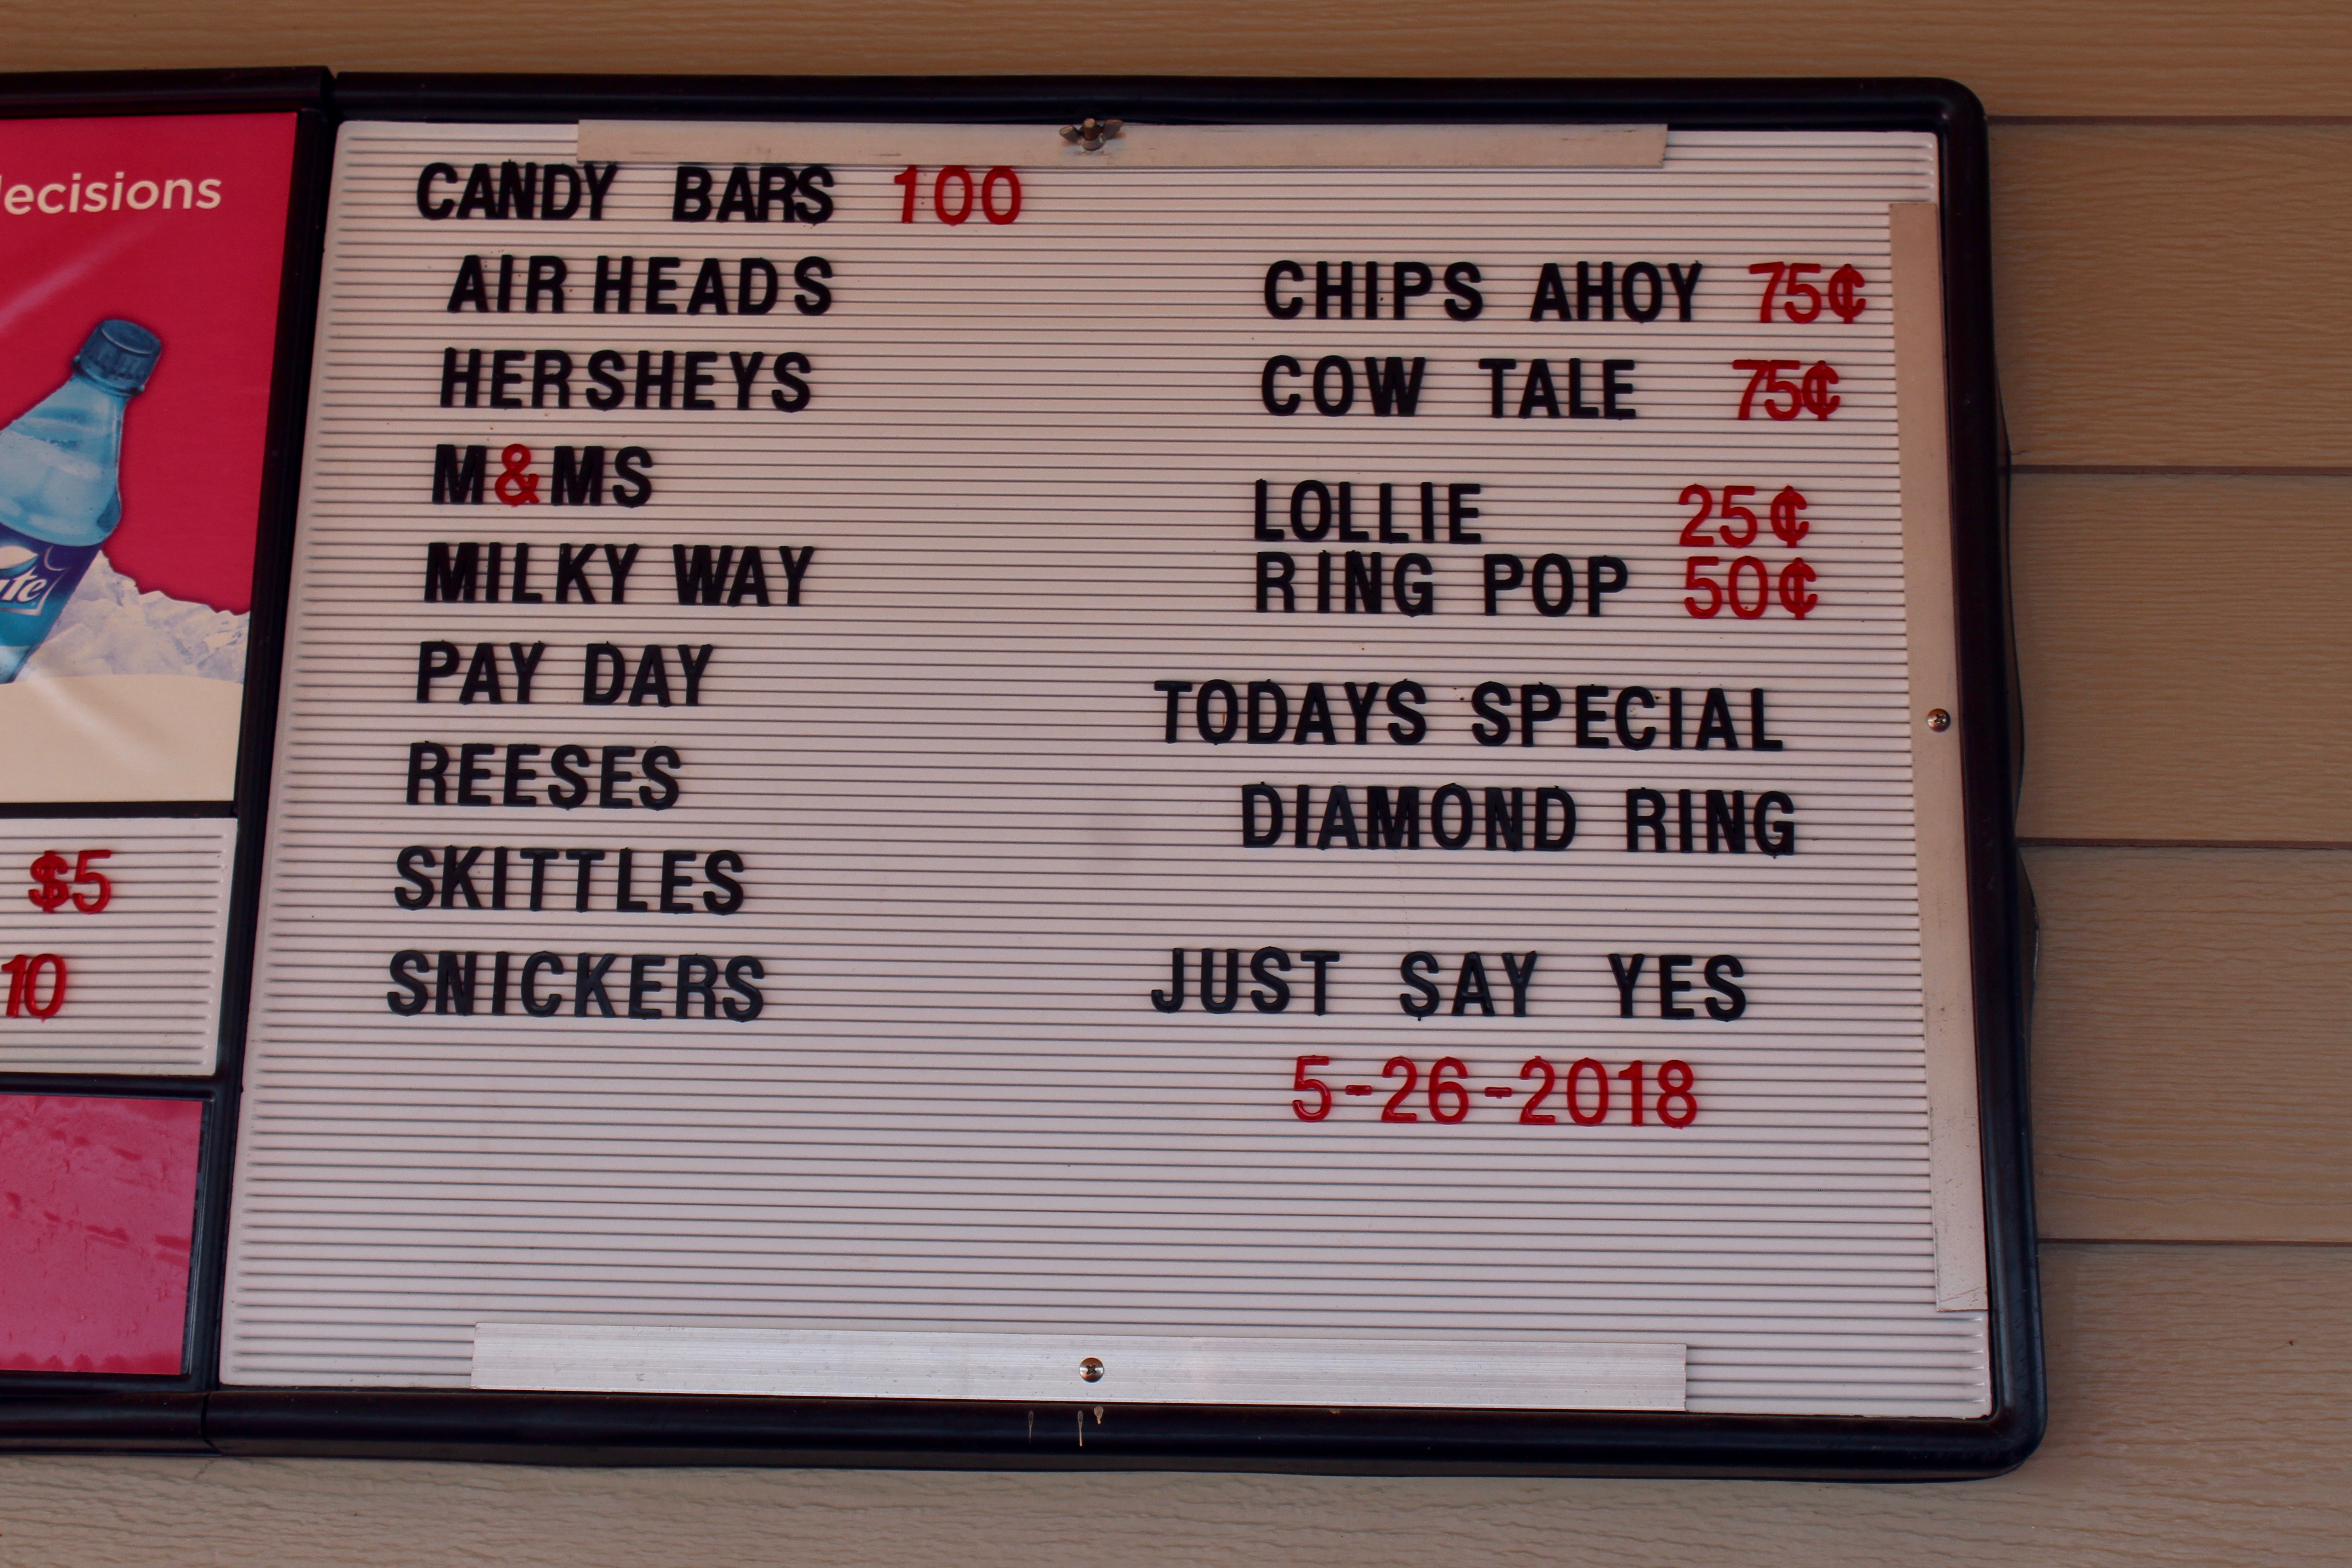 ecisions
te
$5
10
CANDY BARS 100
AIR HEADS
HERSHEYS
M&MS
MILKY WAY
PAY DAY
REESES
SKITTLES
SNICKERS
CHIPS AHOY 75¢
COW TALE 75¢
LOLLIE 25¢
RING POP 50¢
TODAYS SPECIAL
DIAMOND RING
JUST SAY YES
5-26-2018